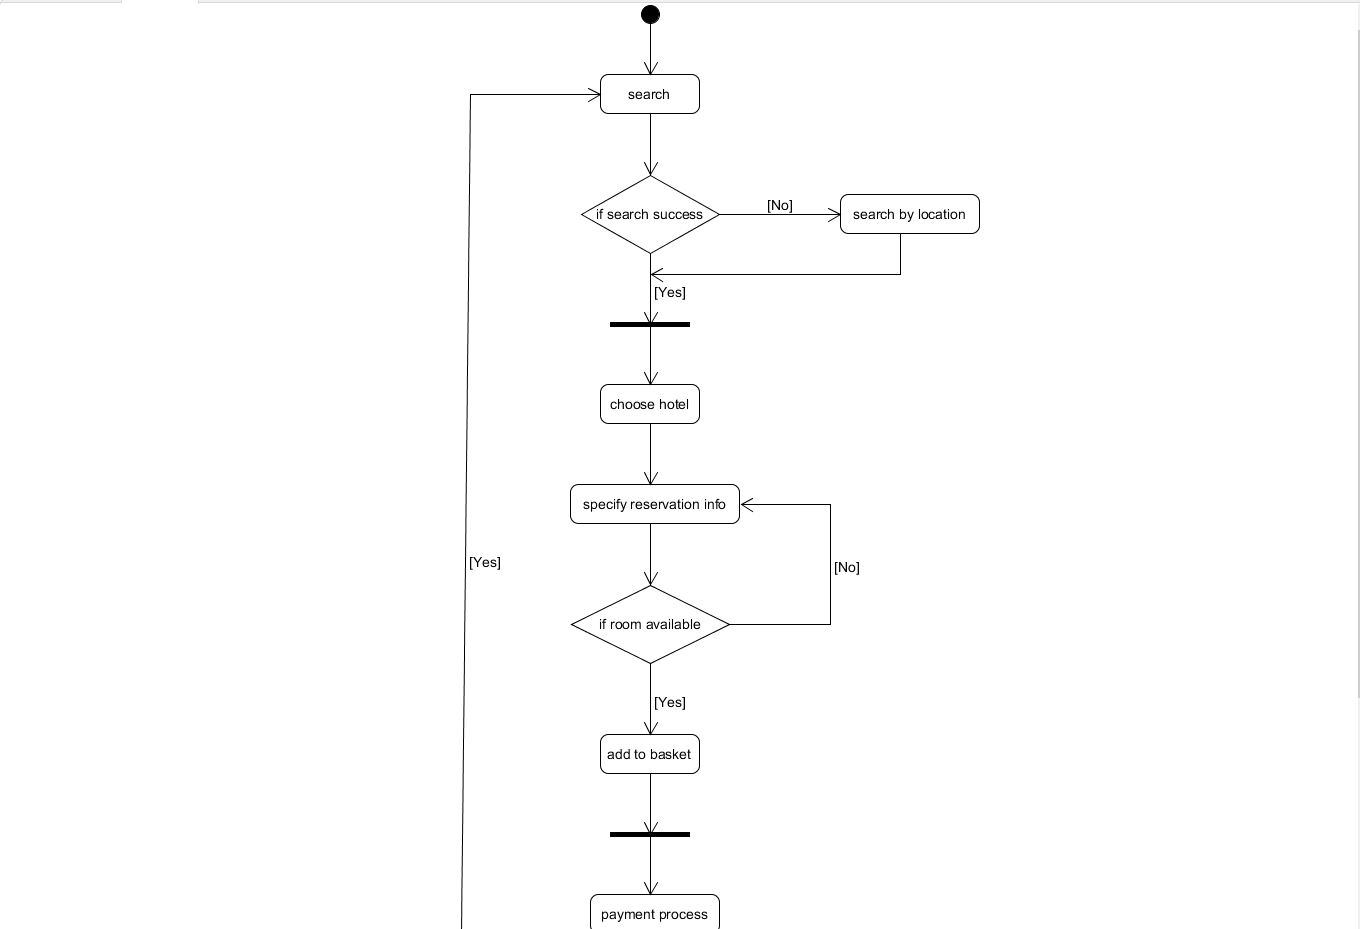 search
if search success
[No]
search by location
[Yes]
choose hotel
specify reservation info
[Yes]
[No]
if room available
[Yes]
add to basket
payment process